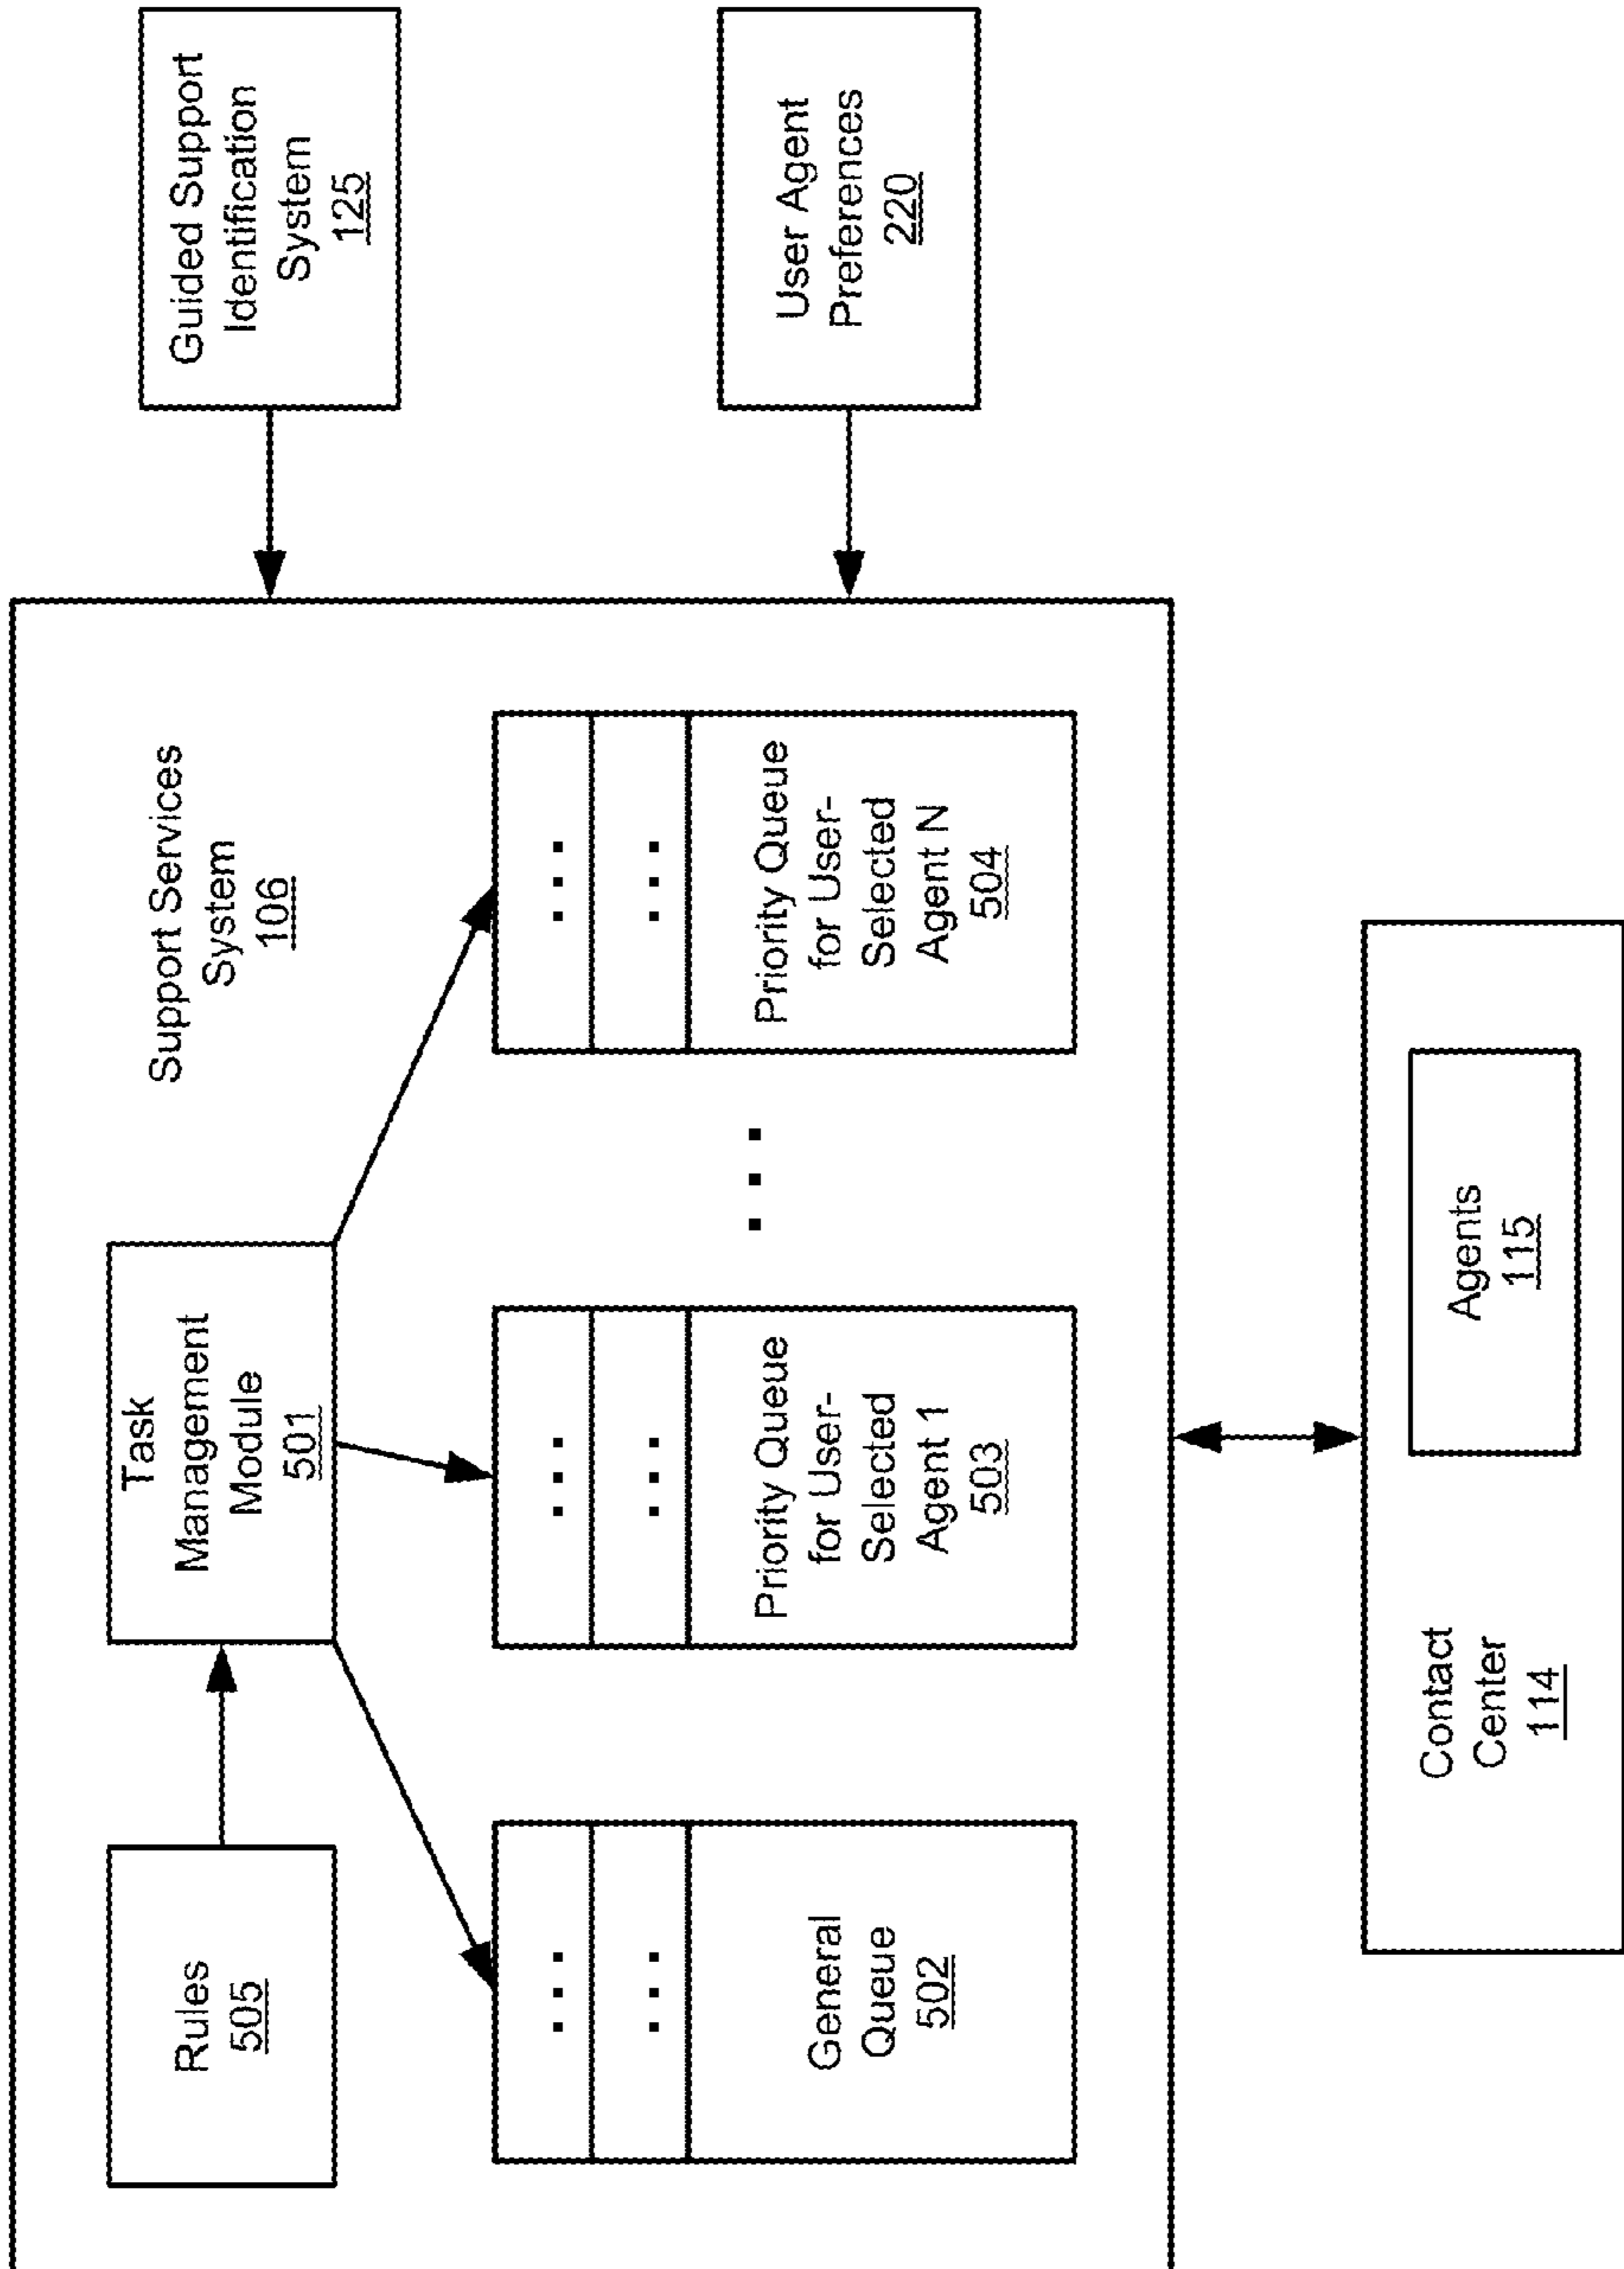 Rules
505
Task
Management
Module
501
Support Services
System
106
Guided Support
Identification
System
125
General
Queue
502
Priority Queue
for User-
Selected
Agent 1
503
Priority Queue
for User-
Selected
Agent N
504
User Agent
Preferences
220
Contact
Center
114
Agents
115